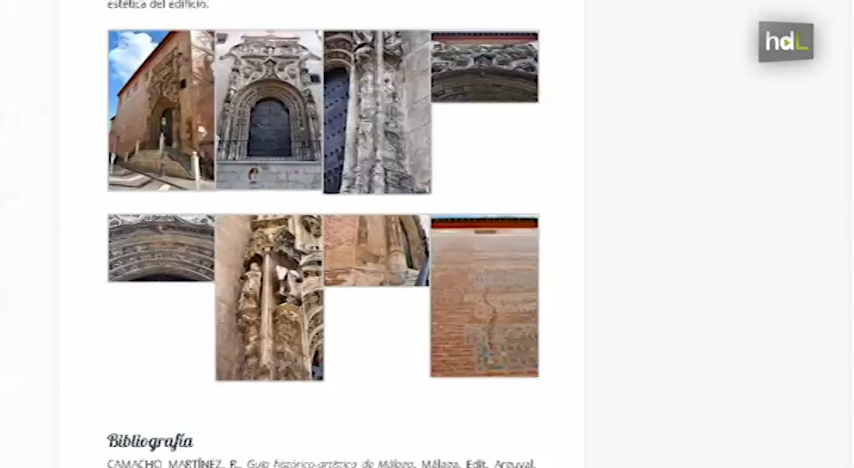 estética del edificio.
hdL
Bibliografía
CAMACHO MARTÍNEZ, R., Guía histórico-artística de Málaga, Málaga, Edit. Arguval,